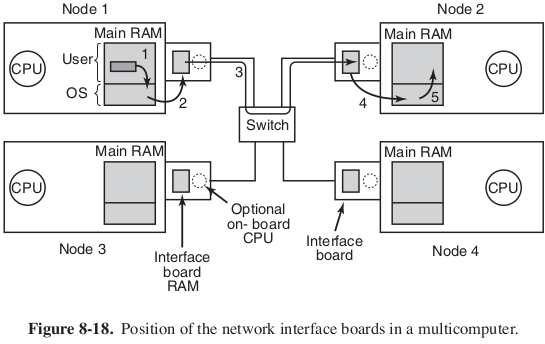 Node 1
Node 2
Main RAM
Main RAM
User
OS
CPU
1
2
3
4
5
CPU
Switch
Main RAM
Main RAM
CPU
CPU
Optional
on- board
CPU
Interface
board
RAM
Interface
board
Node 3
Node 4
Figure 8-18. Position of the network interface boards in a multicomputer.